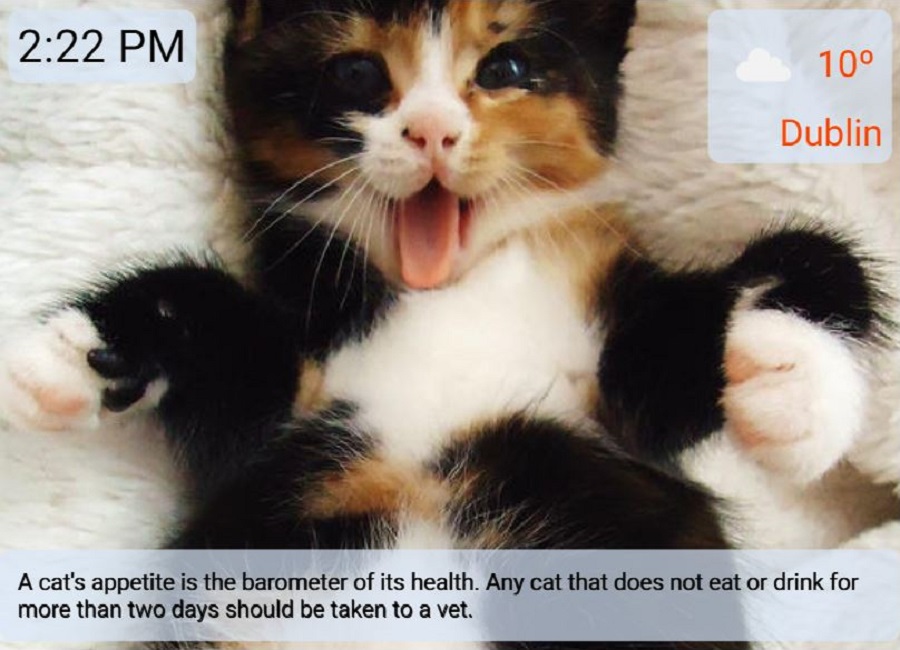 2:22 PM
10º
Dublin
A cat's appetite is the barometer of its health. Any cat that does not eat or drink for
more than two days should be taken to a vet.